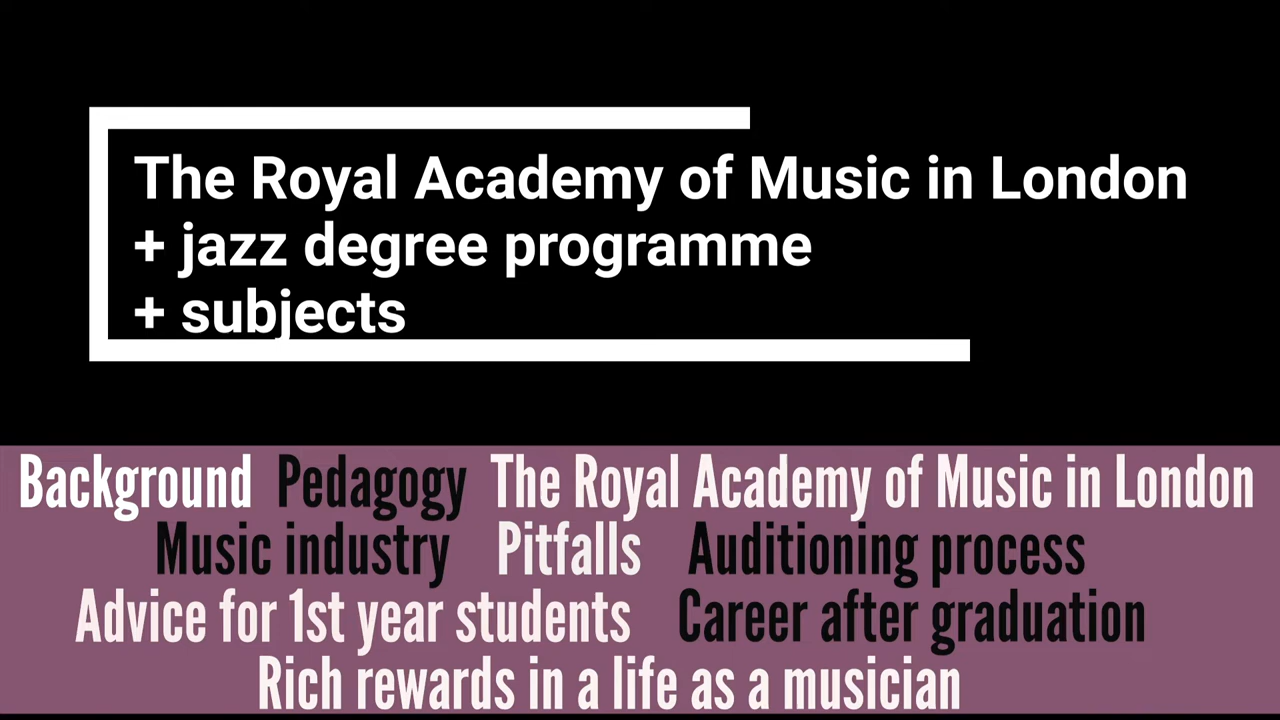 The Royal Academy of Music in London
+ jazz degree programme
+ subjects
Background Pedagogy The Royal Academy of Music in London
Music industry Pitfalls Auditioning process
Advice for 1st year students Career after graduation
Rich rewards in a life as a musician